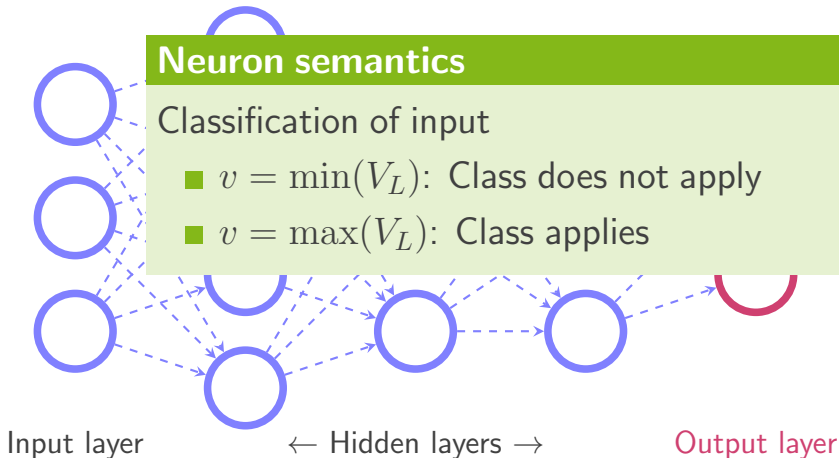 Neuron semantics
Classification of input
v = min(V_L): Class does not apply
v = max(V_L): Class applies
Input layer ← Hidden layers → Output layer